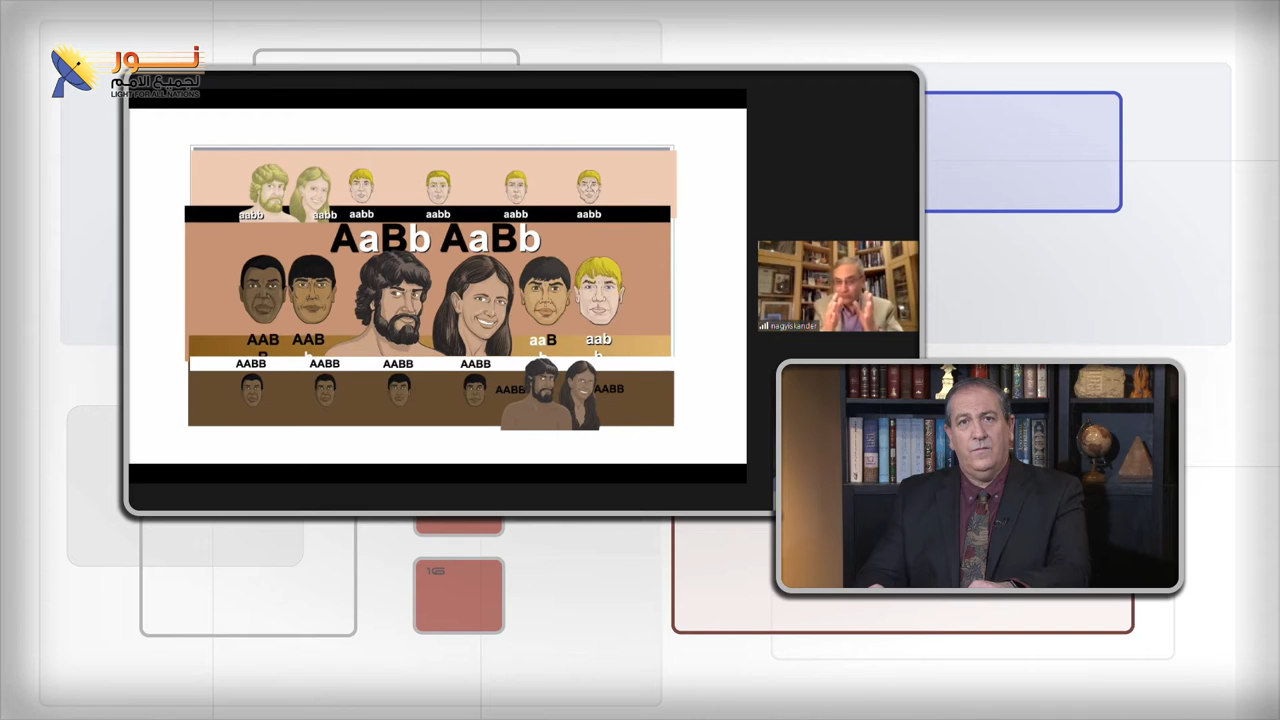 نور
لجميع الأمم
LIGHT FOR ALL NATIONS
aabb aabb aabb aabb aabb aabb
AaBb AaBb
AAB AAB aaB aab
B b b b
AABB AABB AABB AABB
AABB AABB
nagyiskander
16